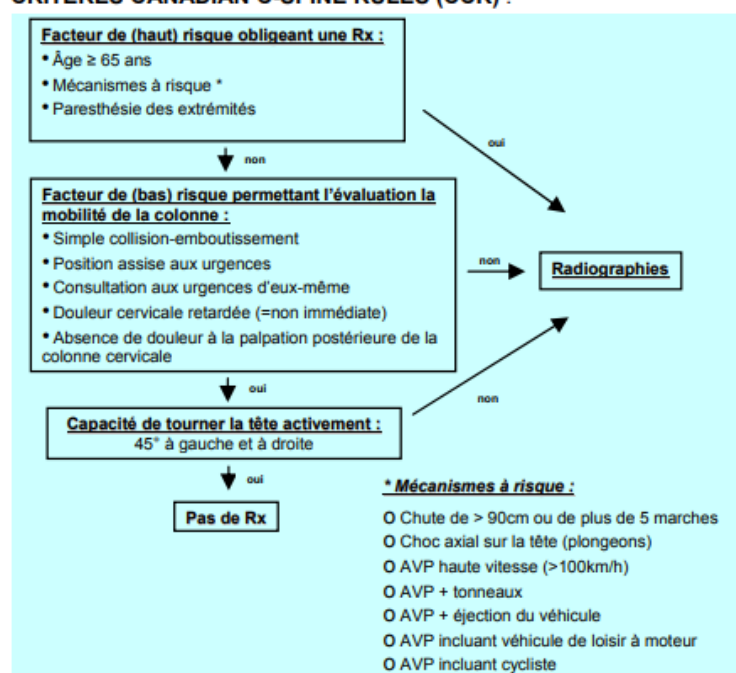 CRITERES CANADIAN C-SPINE RULES (CCR) :
Facteur de (haut) risque obligeant une Rx :
• Âge ≥ 65 ans
• Mécanismes à risque *
• Paresthésie des extrémités
oui
non
Facteur de (bas) risque permettant l'évaluation la
mobilité de la colonne :
• Simple collision-emboutissement
• Position assise aux urgences
• Consultation aux urgences d'eux-même
• Douleur cervicale retardée (=non immédiate)
• Absence de douleur à la palpation postérieure de la
colonne cervicale
non
Radiographies
oui
non
Capacité de tourner la tête activement :
45° à gauche et à droite
oui
Pas de Rx
* Mécanismes à risque :
O Chute de > 90cm ou de plus de 5 marches
O Choc axial sur la tête (plongeons)
O AVP haute vitesse (>100km/h)
O AVP + tonneaux
O AVP + éjection du véhicule
O AVP incluant véhicule de loisir à moteur
O AVP incluant cycliste